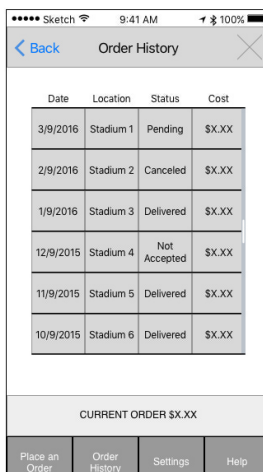 Sketch 9:41 AM 100%
Back Order History
Date Location Status Cost
3/9/2016 Stadium 1 Pending $X.XX
2/9/2016 Stadium 2 Canceled $X.XX
1/9/2016 Stadium 3 Delivered $X.XX
12/9/2015 Stadium 4 Not Accepted $X.XX
11/9/2015 Stadium 5 Delivered $X.XX
10/9/2015 Stadium 6 Delivered $X.XX
CURRENT ORDER $X.XX
Place an Order
Order History
Settings
Help